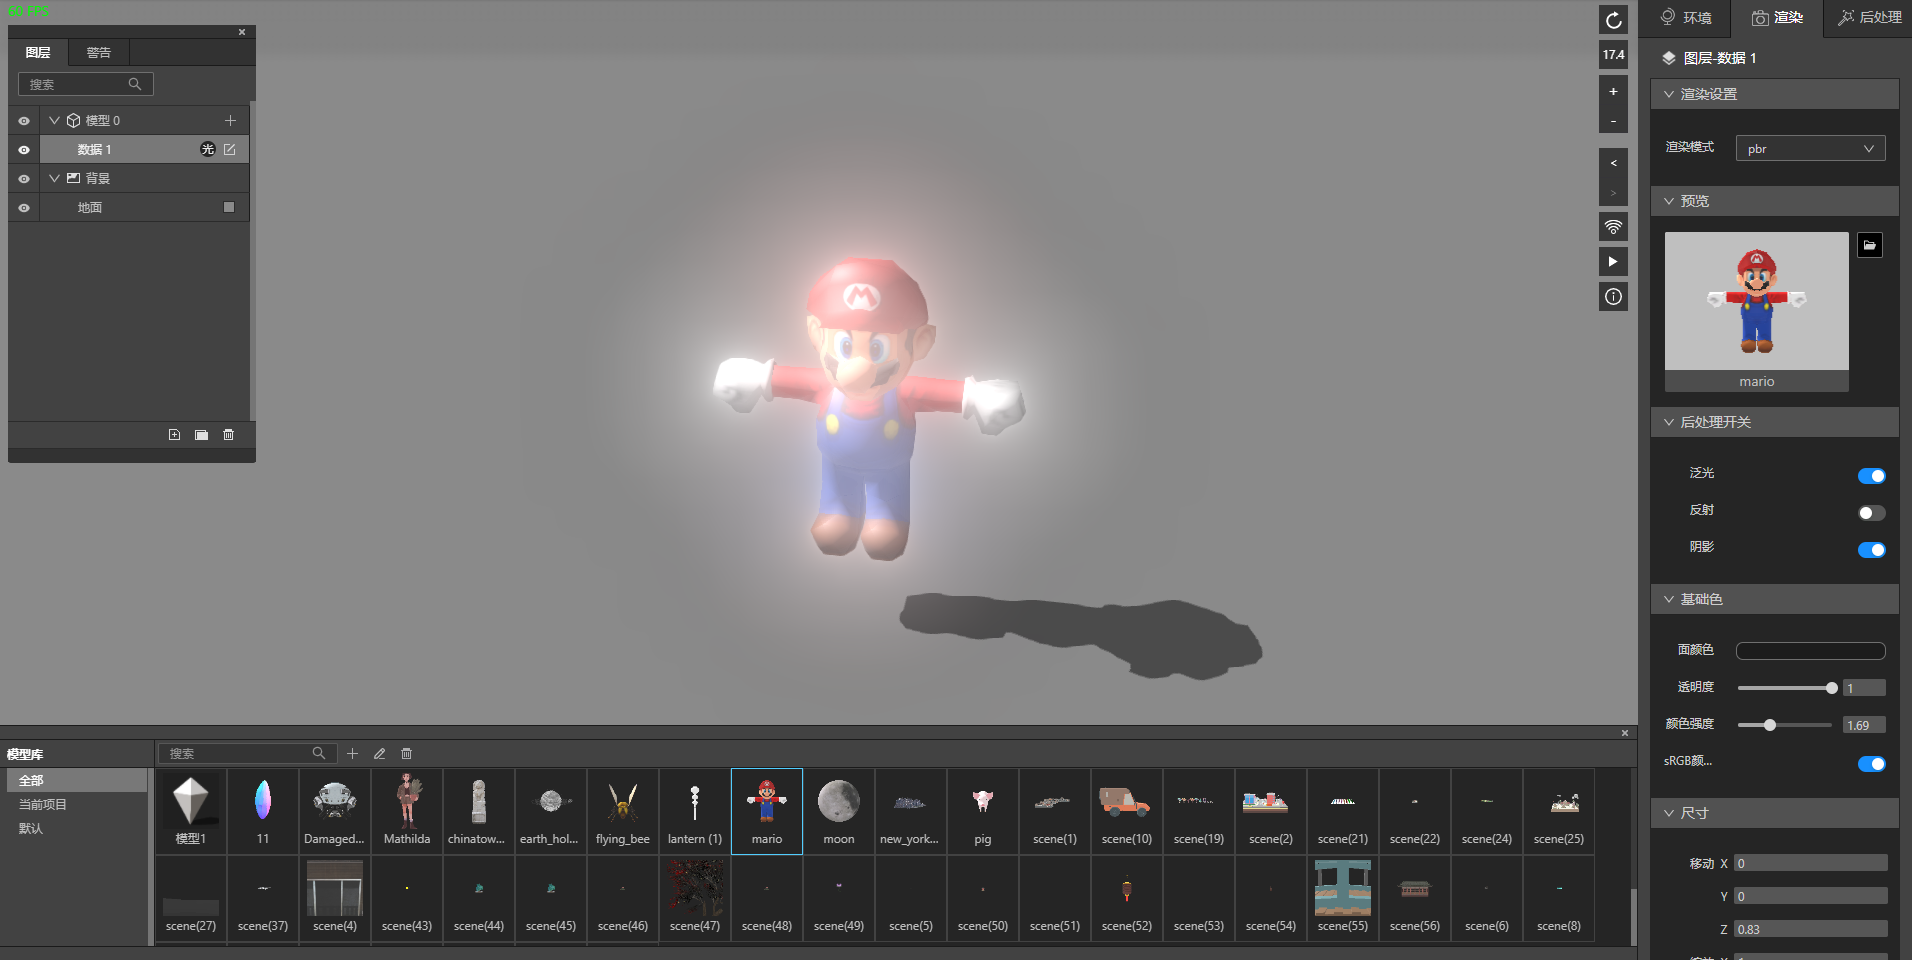 60 FPS
图层 警告
搜索
模型 0
数据 1 光
背景
地面
17.4
+
-
<
>
环境 渲染 后处理
图层-数据 1
渲染设置
渲染模式 pbr
预览
mario
后处理开关
泛光
反射
阴影
基础色
面颜色
透明度 1
颜色强度 1.69
sRGB颜...
尺寸
移动 X 0
Y 0
Z 0.83
模型库
全部
当前项目
默认
搜索
模型1 11 Damaged... Mathilda chinatow... earth_hol... flying_bee lantern (1) mario moon new_york... pig scene(1) scene(10) scene(19) scene(2) scene(21) scene(22) scene(24) scene(25)
scene(27) scene(37) scene(4) scene(43) scene(44) scene(45) scene(46) scene(47) scene(48) scene(49) scene(5) scene(50) scene(51) scene(52) scene(53) scene(54) scene(55) scene(56) scene(6) scene(8)